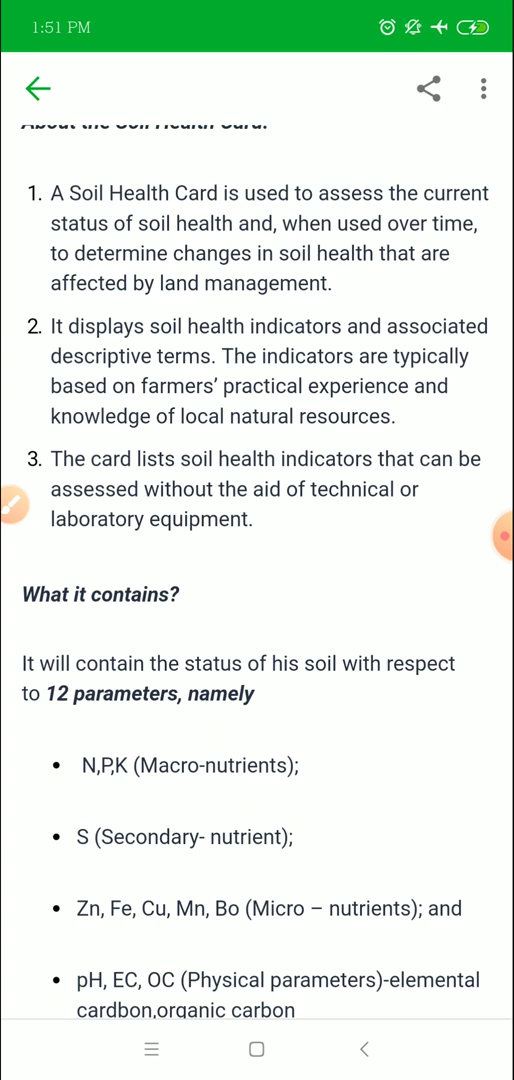 1:51 PM
About the Soil Health Card:
1. A Soil Health Card is used to assess the current
status of soil health and, when used over time,
to determine changes in soil health that are
affected by land management.
2. It displays soil health indicators and associated
descriptive terms. The indicators are typically
based on farmers’ practical experience and
knowledge of local natural resources.
3. The card lists soil health indicators that can be
assessed without the aid of technical or
laboratory equipment.
What it contains?
It will contain the status of his soil with respect
to 12 parameters, namely
• N,P,K (Macro-nutrients);
• S (Secondary- nutrient);
• Zn, Fe, Cu, Mn, Bo (Micro – nutrients); and
• pH, EC, OC (Physical parameters)-elemental
cardbon,organic carbon